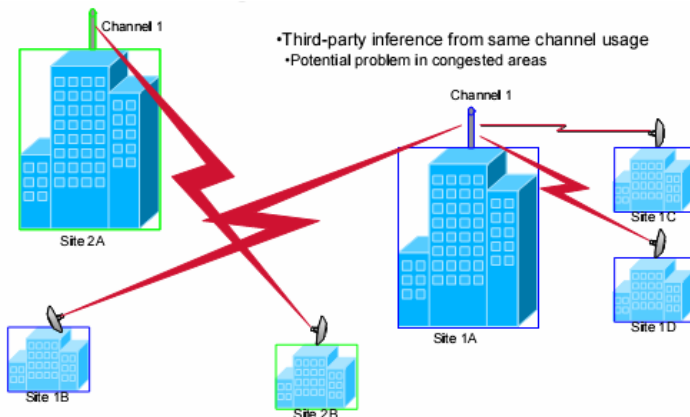 Channel 1
•Third-party inference from same channel usage
•Potential problem in congested areas
Channel 1
Site 2A
Site 1C
Site 1D
Site 1A
Site 1B
Site 2B